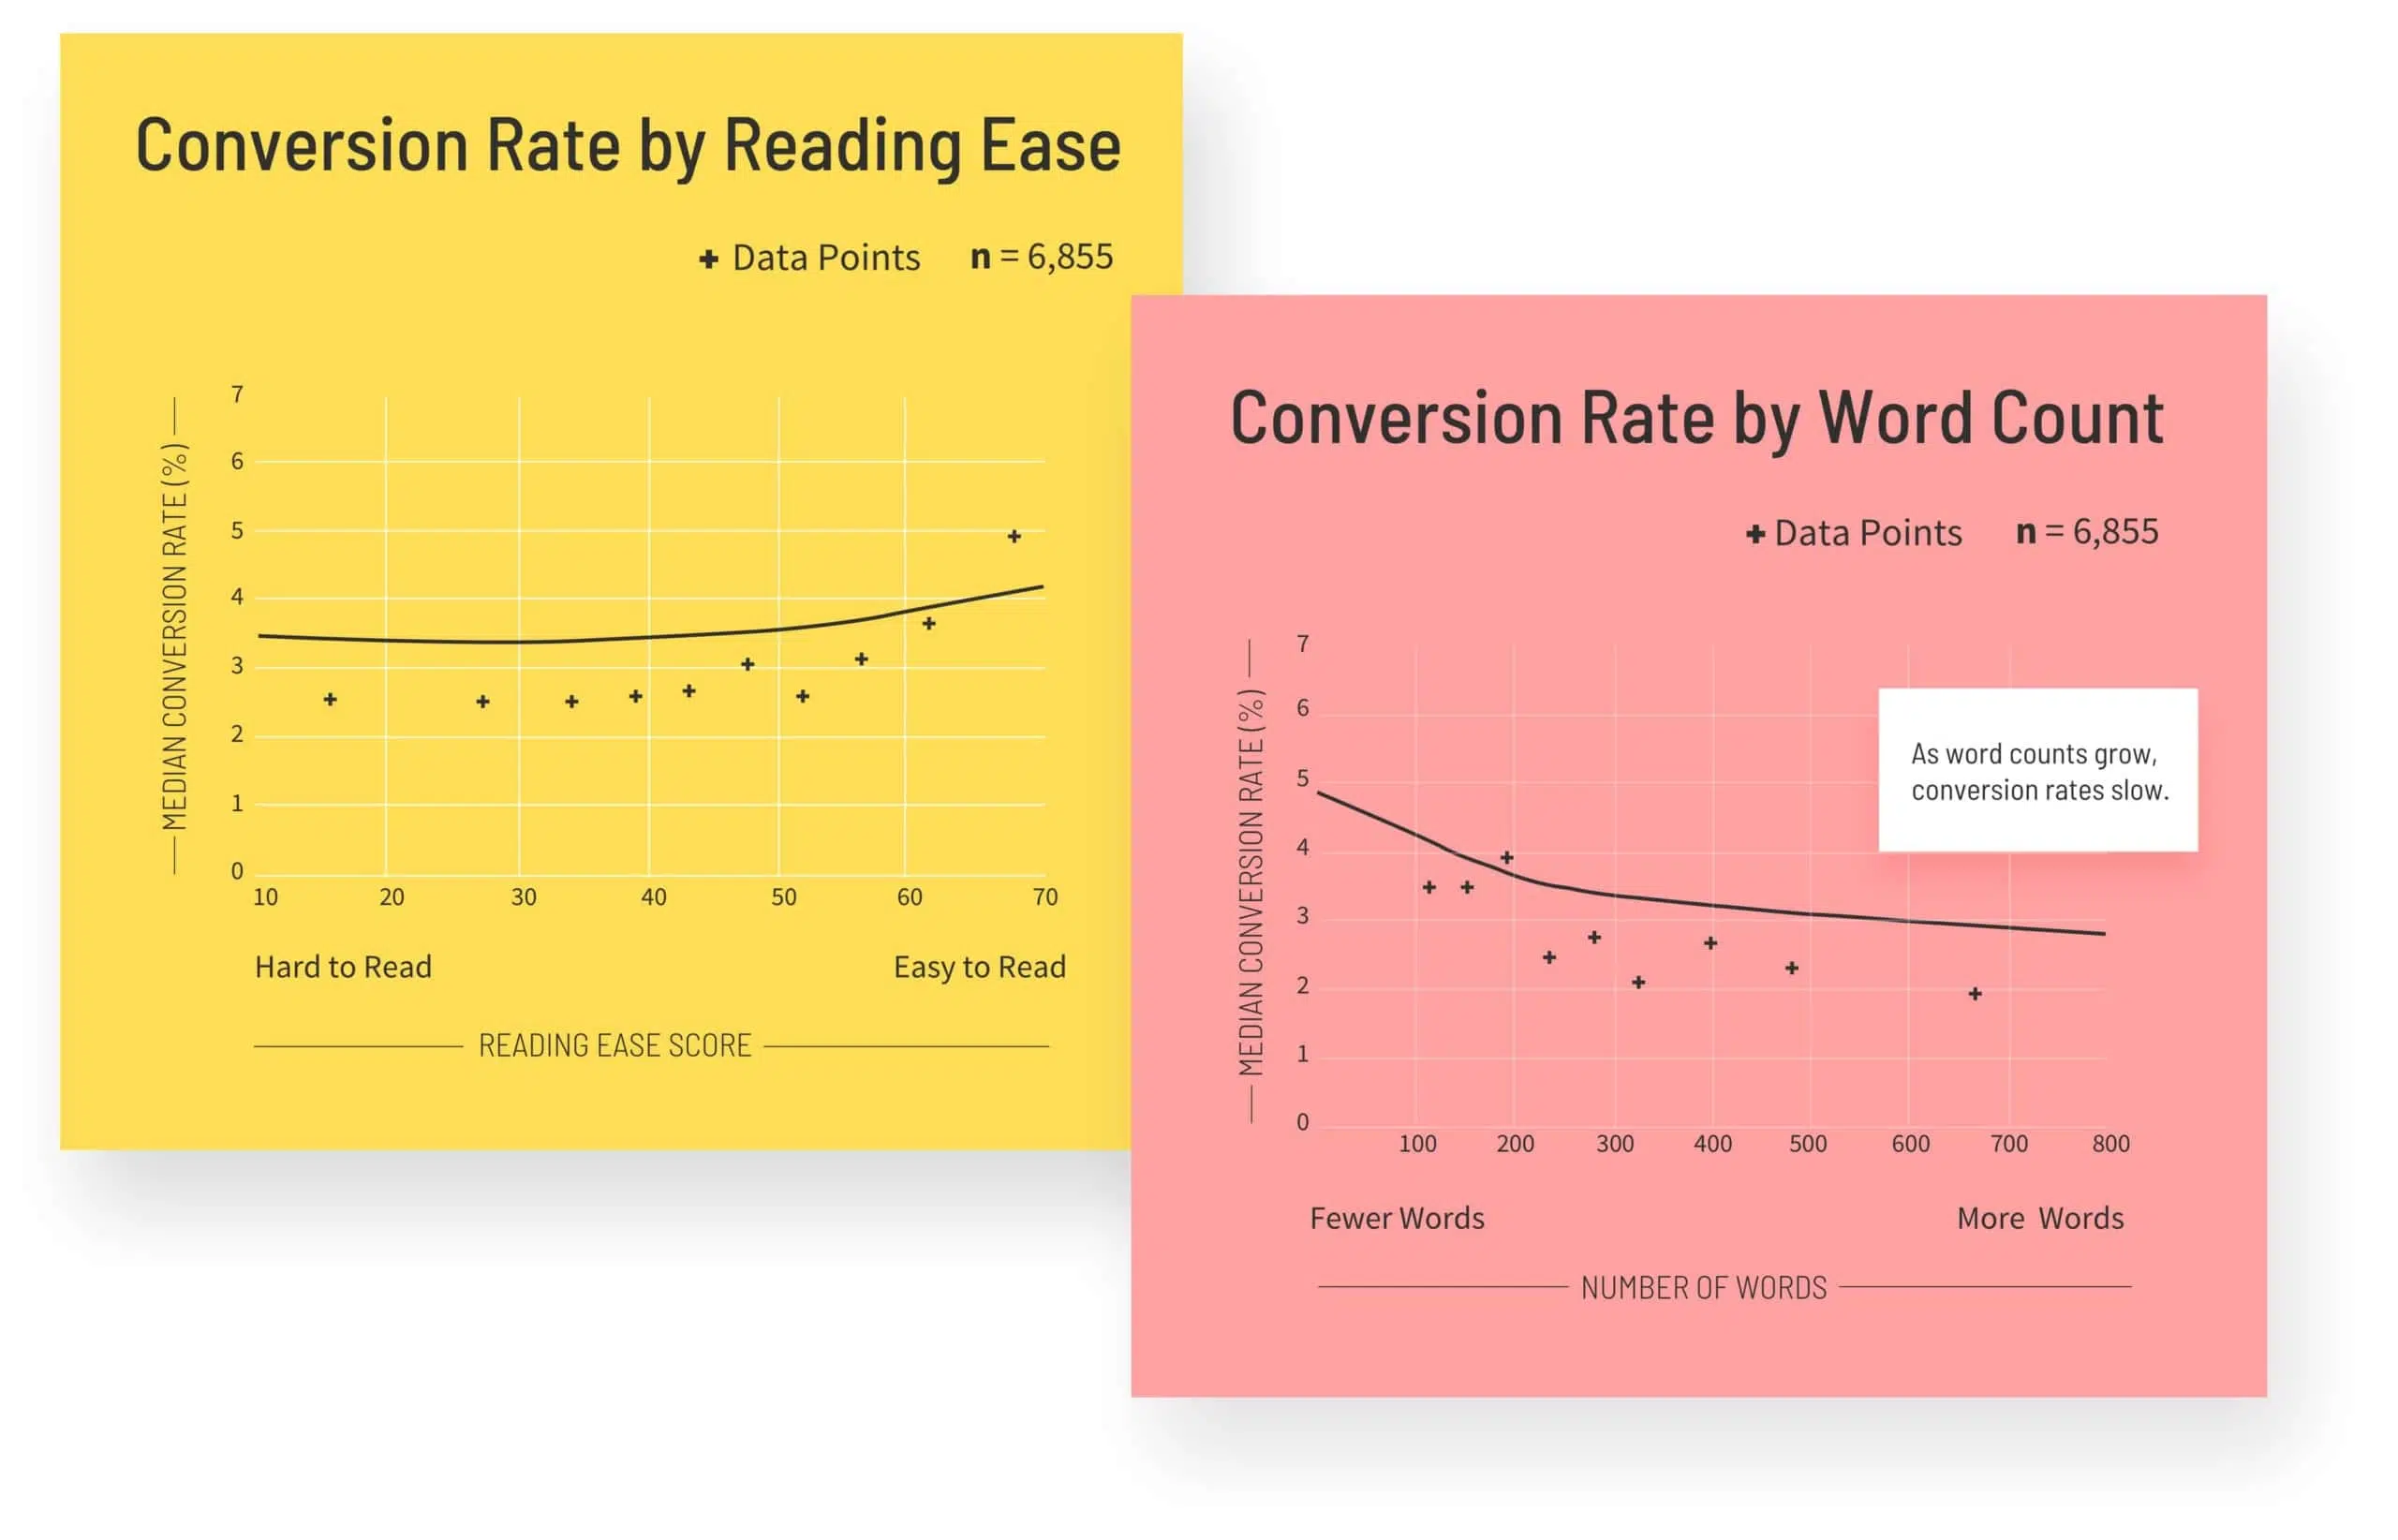 Conversion Rate by Reading Ease
+ Data Points n = 6,855
MEDIAN CONVERSION RATE (%)
7
6
5
4
3
2
1
0
10 20 30 40 50 60 70
Hard to Read Easy to Read
READING EASE SCORE
Conversion Rate by Word Count
+ Data Points n = 6,855
MEDIAN CONVERSION RATE (%)
7
6
5
4
3
2
1
0
As word counts grow,
conversion rates slow.
100 200 300 400 500 600 700 800
Fewer Words More Words
NUMBER OF WORDS